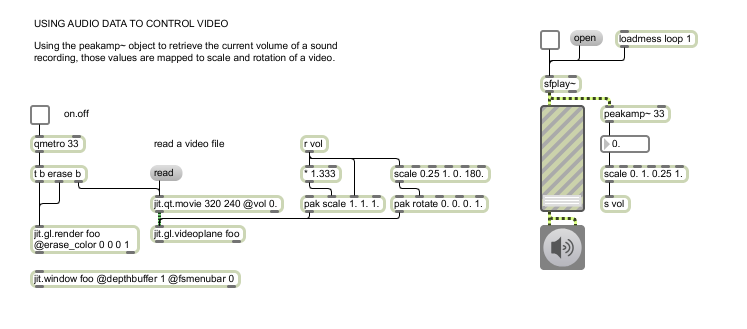 USING AUDIO DATA TO CONTROL VIDEO
Using the peakamp~ object to retrieve the current volume of a sound
recording, those values are mapped to scale and rotation of a video.
on.off
qmetro 33
t b erase b
jit.gl.render foo
@erase_color 0 0 0 1
jit.window foo @depthbuffer 1 @fsmenubar 0
read a video file
read
jit.qt.movie 320 240 @vol 0.
jit.gl.videoplane foo
r vol
* 1.333
scale 0.25 1. 0. 180.
pak scale 1. 1. 1.
pak rotate 0. 0. 0. 1.
open
loadmess loop 1
sfplay~
peakamp~ 33
0.
scale 0. 1. 0.25 1.
s vol